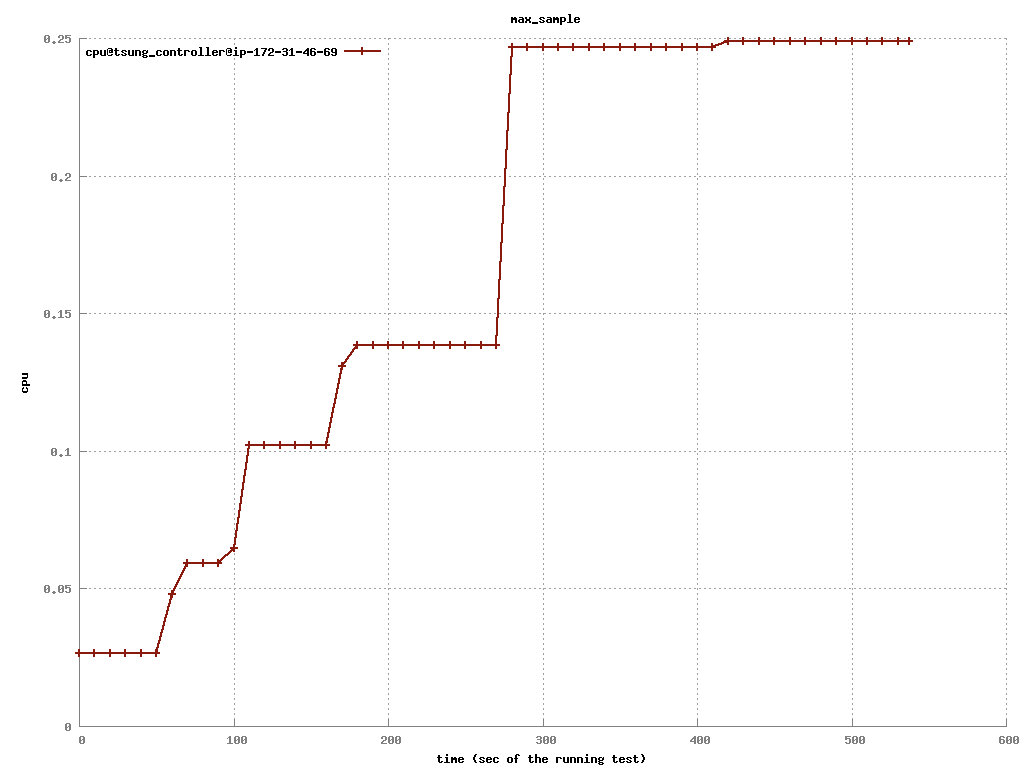 max_sample
cpu@tsung_controller@ip-172-31-46-69
0.25
0.2
0.15
0.1
0.05
0
cpu
0 100 200 300 400 500 600
time (sec of the running test)